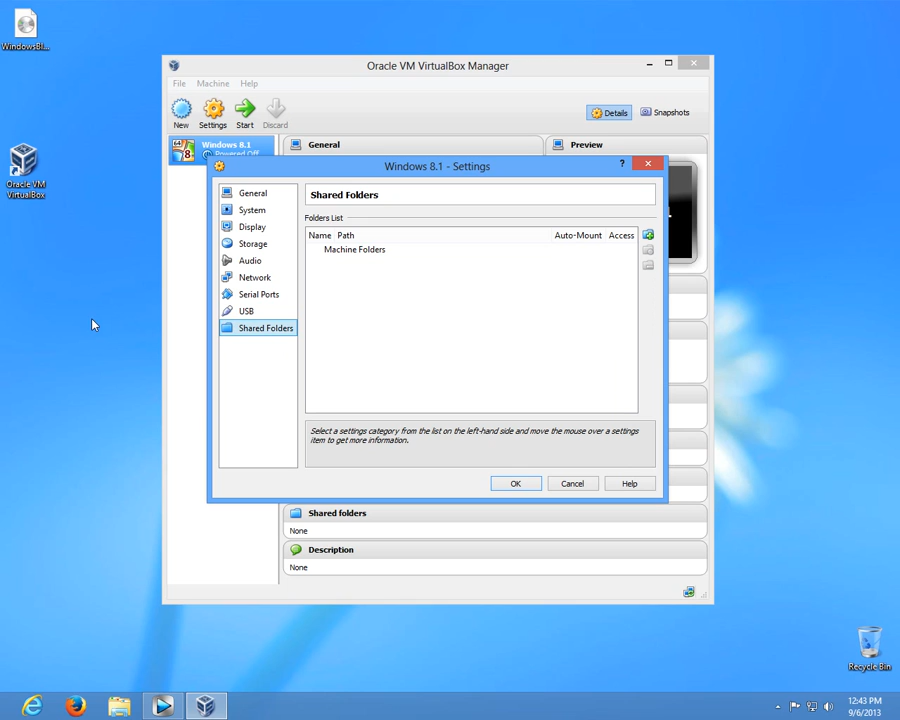 WindowsBl...
Oracle VM
VirtualBox
Oracle VM VirtualBox Manager
File Machine Help
New Settings Start Discard
Details Snapshots
64
8
Windows 8.1
Powered Off
General
Preview
Windows 8.1 - Settings
?
General
System
Display
Storage
Audio
Network
Serial Ports
USB
Shared Folders
Shared Folders
Folders List
Name Path Auto-Mount Access
Machine Folders
Select a settings category from the list on the left-hand side and move the mouse over a settings
item to get more information.
OK Cancel Help
Shared folders
None
Description
None
Recycle Bin
12:43 PM
9/6/2013